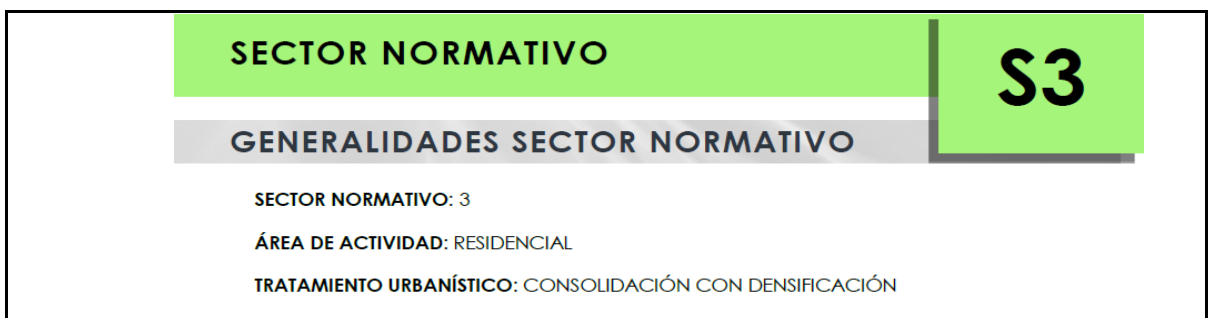 SECTOR NORMATIVO
S3
GENERALIDADES SECTOR NORMATIVO
SECTOR NORMATIVO: 3
ÁREA DE ACTIVIDAD: RESIDENCIAL
TRATAMIENTO URBANÍSTICO: CONSOLIDACIÓN CON DENSIFICACIÓN